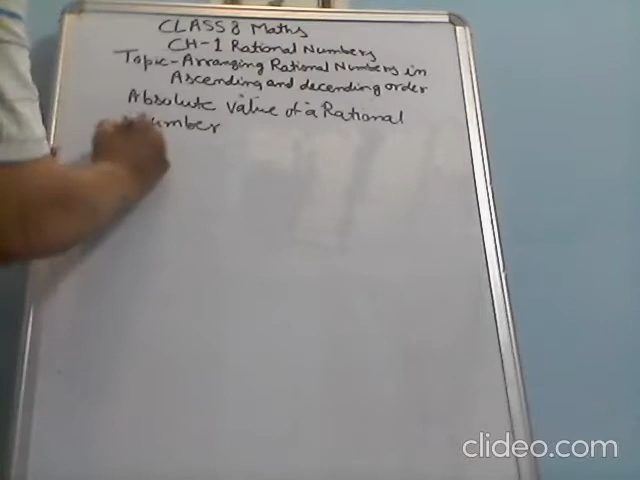 CLASS 8 Maths
CH-1 Rational Numbers
Topic-Arranging Rational Numbers in
Ascending and decending order
Absolute value of a Rational
Number
clideo.com